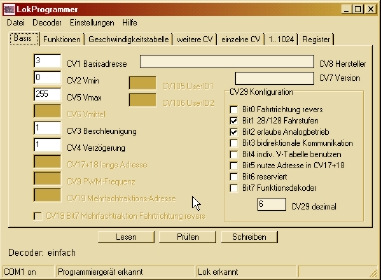 LokProgrammer
Datei Decoder Einstellungen Hilfe
Basis Funktionen Geschwindigkeitstabelle weitere CV einzelne CV 1..1024 Register
3 CV1 Basisadresse CV8 Hersteller
0 CV2 Vmin CV105 User ID1 CV7 Version
255 CV5 Vmax CV106 User ID2
CV6 Vmittel
1 CV3 Beschleunigung
1 CV4 Verzögerung
CV17+18 lange Adresse
CV9 PWM-Frequenz
CV19 Mehrfachtraktions Adresse
CV19 Bit7 Mehrfachtraktion Fahrtrichtung revers
CV29 Konfiguration
Bit0 Fahrtrichtung revers
Bit1 28/128 Fahrstufen
Bit2 erlaube Analogbetrieb
Bit3 bidirektionale Kommunikation
Bit4 indiv. V-Tabelle benutzen
Bit5 nutze Adresse in CV17+18
Bit6 reserviert
Bit7 Funktionsdekoder
6 CV29 dezimal
Lesen Prüfen Schreiben
Decoder: einfach
COM1 on Programmiergerät erkannt Lok erkannt